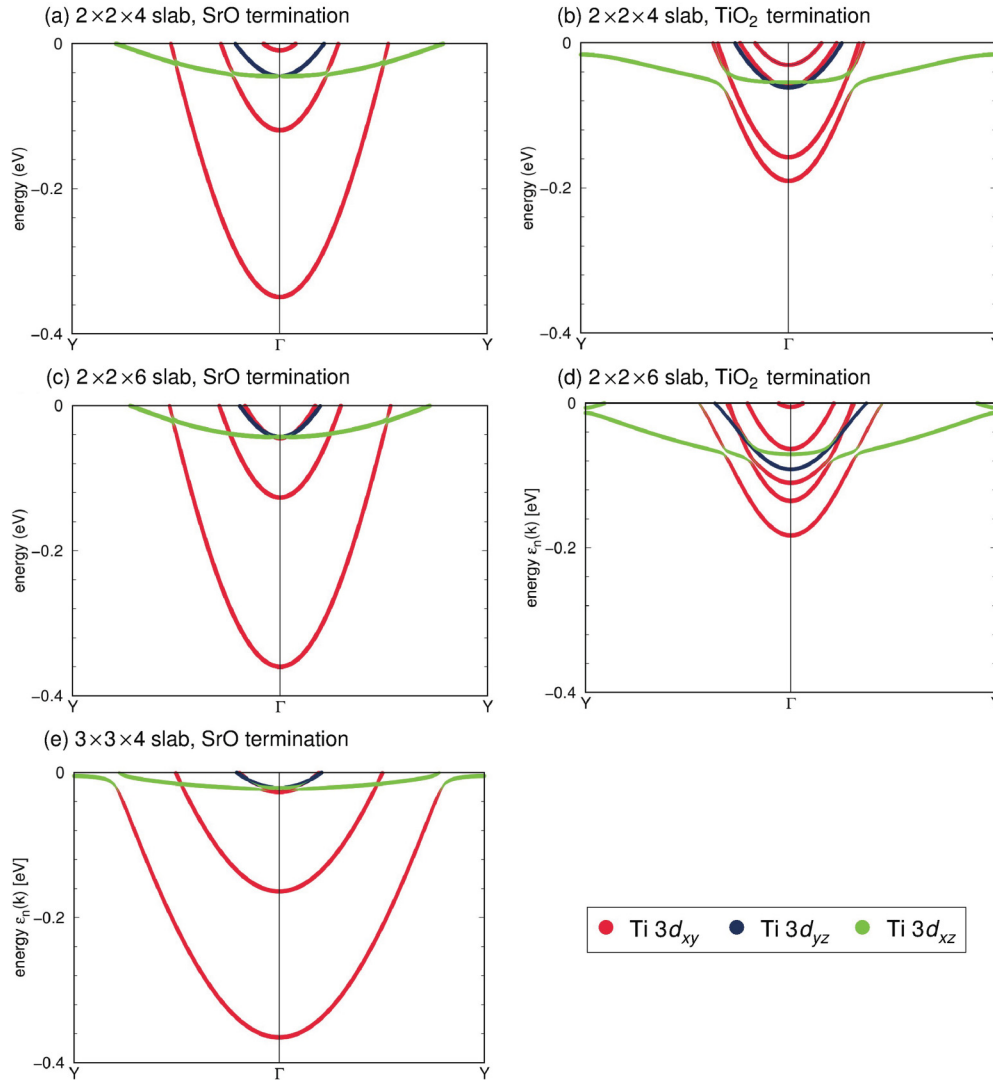 (a) 2×2×4 slab, SrO termination
0
−0.2
−0.4
energy (eV)
Y Γ Y
(b) 2×2×4 slab, TiO2 termination
0
−0.2
−0.4
energy (eV)
Y Γ Y
(c) 2×2×6 slab, SrO termination
0
−0.2
−0.4
energy (eV)
Y Γ Y
(d) 2×2×6 slab, TiO2 termination
0
−0.2
−0.4
energy εn(k) [eV]
Y Γ Y
(e) 3×3×4 slab, SrO termination
0
−0.2
−0.4
energy εn(k) [eV]
Y Γ Y
Ti 3dxy Ti 3dyz Ti 3dxz